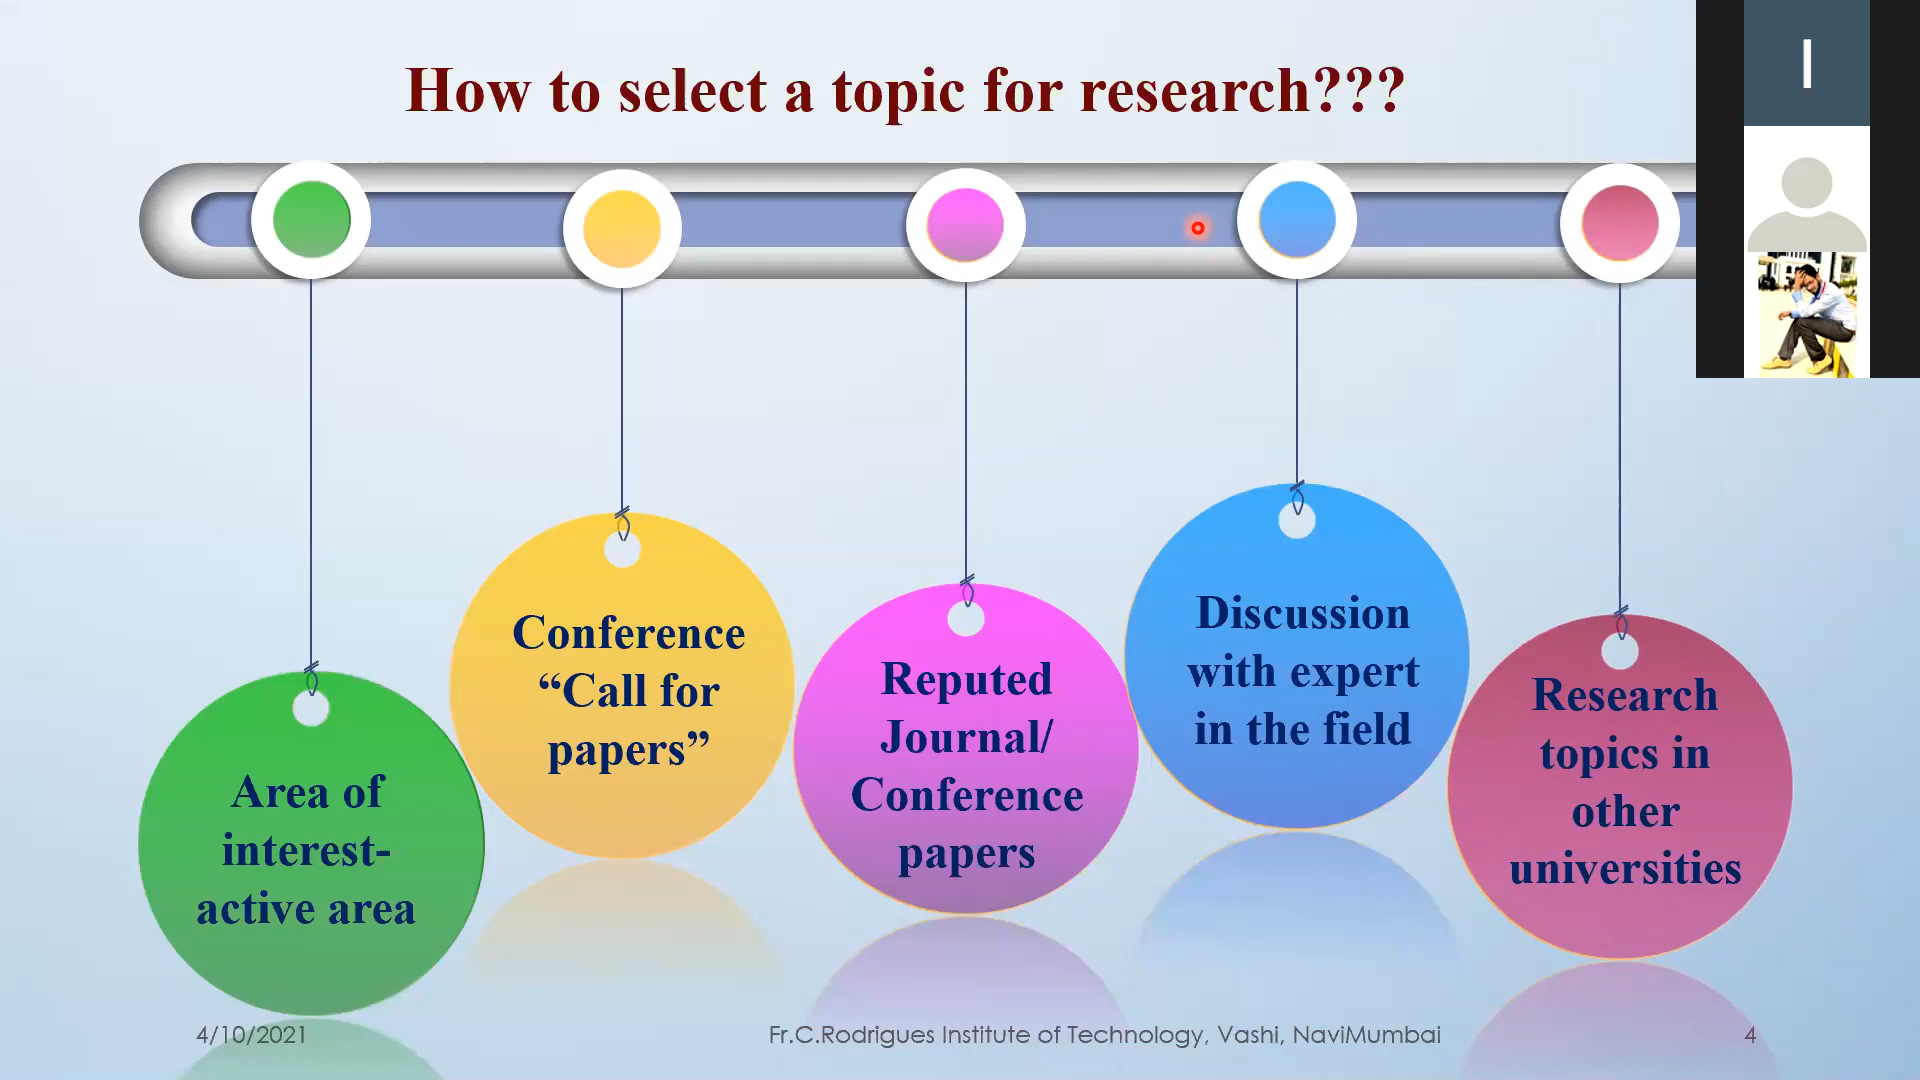 How to select a topic for research???
I
Area of
interest-
active area
Conference
“Call for
papers”
Reputed
Journal/
Conference
papers
Discussion
with expert
in the field
Research
topics in
other
universities
4/10/2021
Fr.C.Rodrigues Institute of Technology, Vashi, NaviMumbai
4